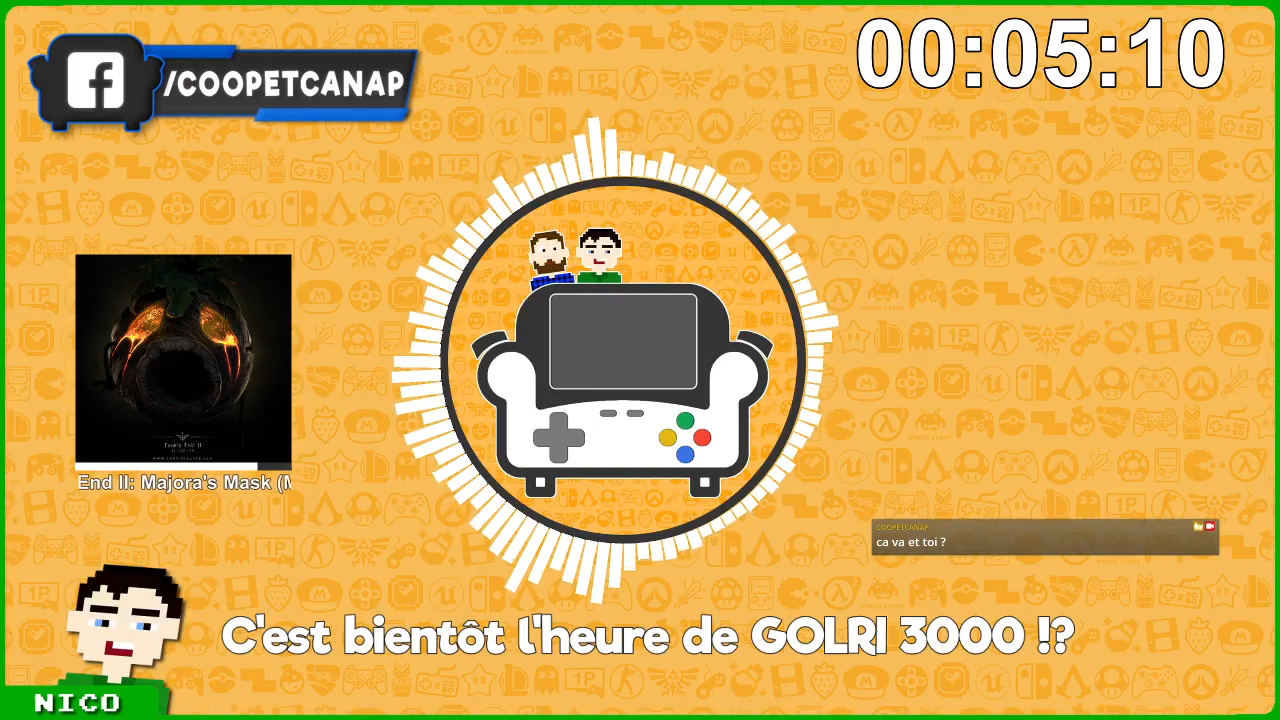 /COOPETCANAP
00:05:10
End II: Majora's Mask (M
COOPETCANAP
ca va et toi ?
C'est bientôt l'heure de GOLRI 3000 !?
NICO